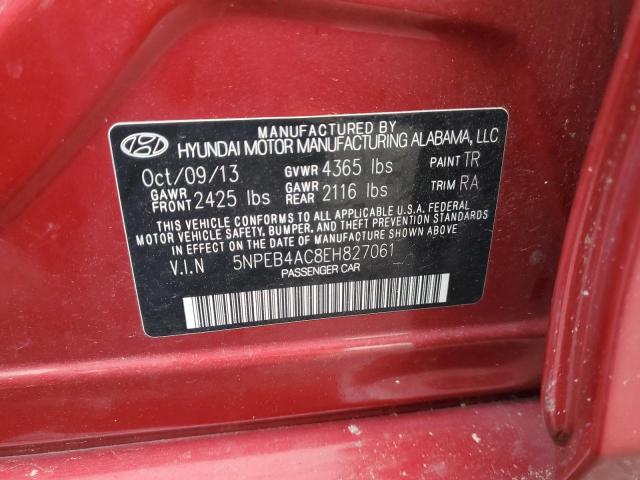 MANUFACTURED BY
HYUNDAI MOTOR MANUFACTURING ALABAMA, LLC
Oct/09/13 GVWR 4365 lbs PAINT TR
GAWR FRONT 2425 lbs GAWR REAR 2116 lbs TRIM RA
THIS VEHICLE CONFORMS TO ALL APPLICABLE U.S.A. FEDERAL
MOTOR VEHICLE SAFETY, BUMPER, AND THEFT PREVENTION STANDARDS
IN EFFECT ON THE DATE OF MANUFACTURE SHOWN ABOVE
V.I.N 5NPEB4AC8EH827061
PASSENGER CAR